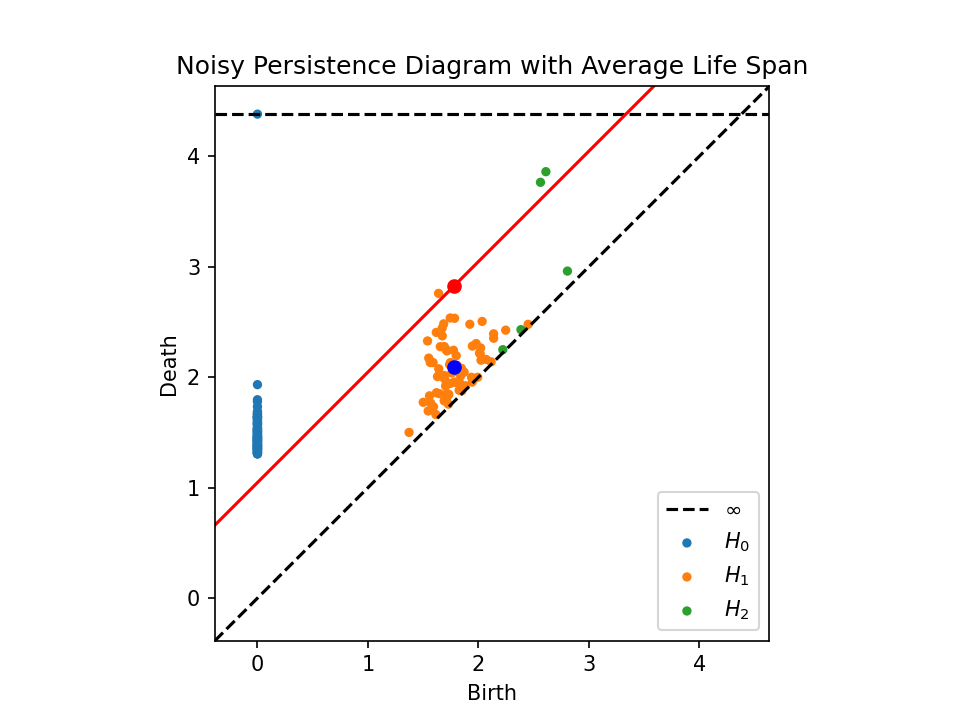 Noisy Persistence Diagram with Average Life Span
Death
4
3
2
1
0
0 1 2 3 4
Birth
∞
H₀
H₁
H₂